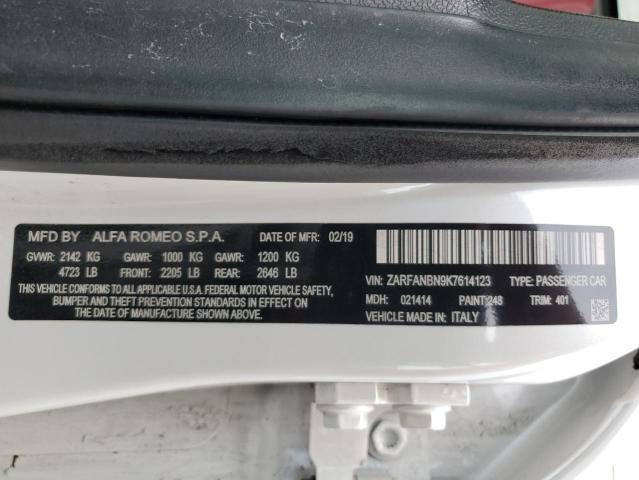 MFD BY ALFA ROMEO S.P.A. DATE OF MFR: 02/19
GVWR: 2142 KG GAWR: 1000 KG GAWR: 1200 KG
4723 LB FRONT: 2205 LB REAR: 2646 LB
THIS VEHICLE CONFORMS TO ALL APPLICABLE U.S.A. FEDERAL MOTOR VEHICLE SAFETY,
BUMPER AND THEFT PREVENTION STANDARDS IN EFFECT ON
THE DATE OF MANUFACTURE SHOWN ABOVE.
VIN: ZARFANBN9K7614123 TYPE: PASSENGER CAR
MDH: 021414 PAINT: 248 TRIM: 401
VEHICLE MADE IN: ITALY